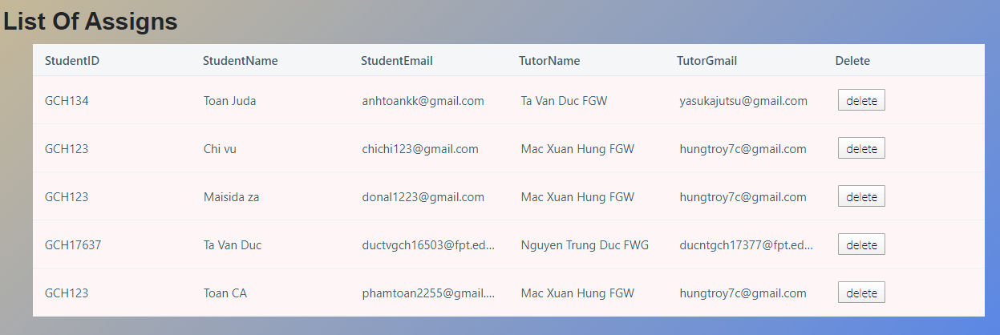 List Of Assigns
StudentID StudentName StudentEmail TutorName TutorGmail Delete
GCH134 Toan Juda anhtoankk@gmail.com Ta Van Duc FGW yasukajutsu@gmail.com delete
GCH123 Chi vu chichi123@gmail.com Mac Xuan Hung FGW hungtroy7c@gmail.com delete
GCH123 Maisida za donal1223@gmail.com Mac Xuan Hung FGW hungtroy7c@gmail.com delete
GCH17637 Ta Van Duc ductvgch16503@fpt.ed... Nguyen Trung Duc FWG ducntgch17377@fpt.ed... delete
GCH123 Toan CA phamtoan2255@gmail.... Mac Xuan Hung FGW hungtroy7c@gmail.com delete